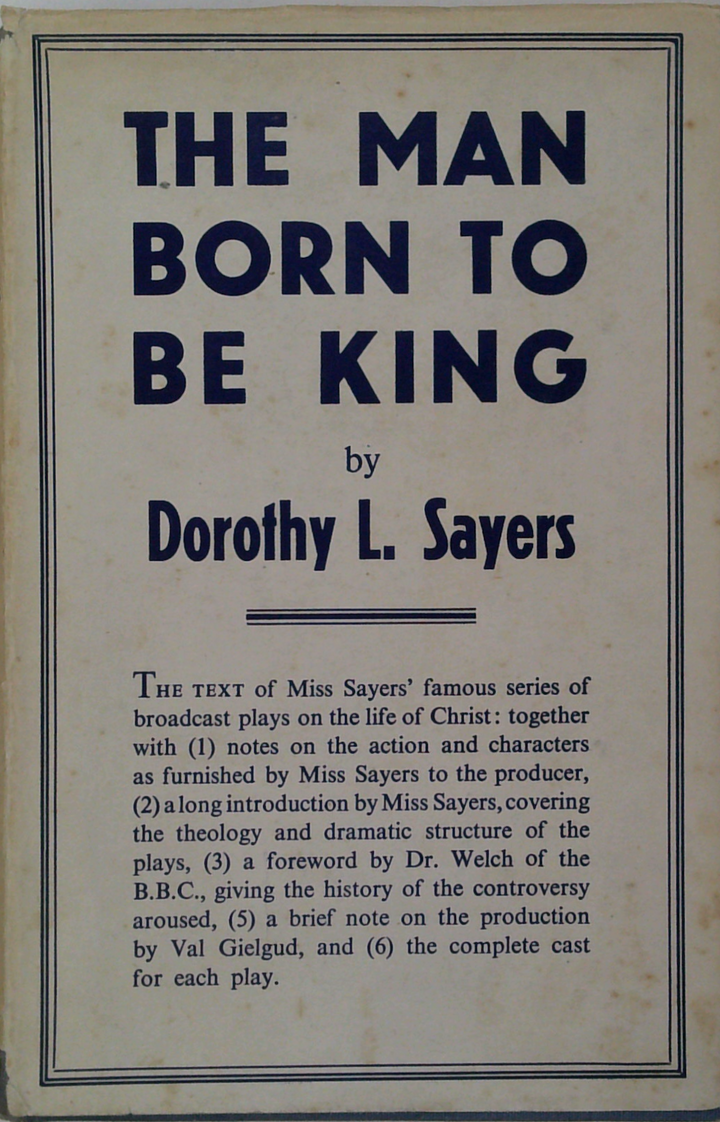 THE MAN
BORN TO
BE KING
by
Dorothy L. Sayers
THE TEXT of Miss Sayers' famous series of
broadcast plays on the life of Christ: together
with (1) notes on the action and characters
as furnished by Miss Sayers to the producer,
(2) a long introduction by Miss Sayers, covering
the theology and dramatic structure of the
plays, (3) a foreword by Dr. Welch of the
B.B.C., giving the history of the controversy
aroused, (5) a brief note on the production
by Val Gielgud, and (6) the complete cast
for each play.